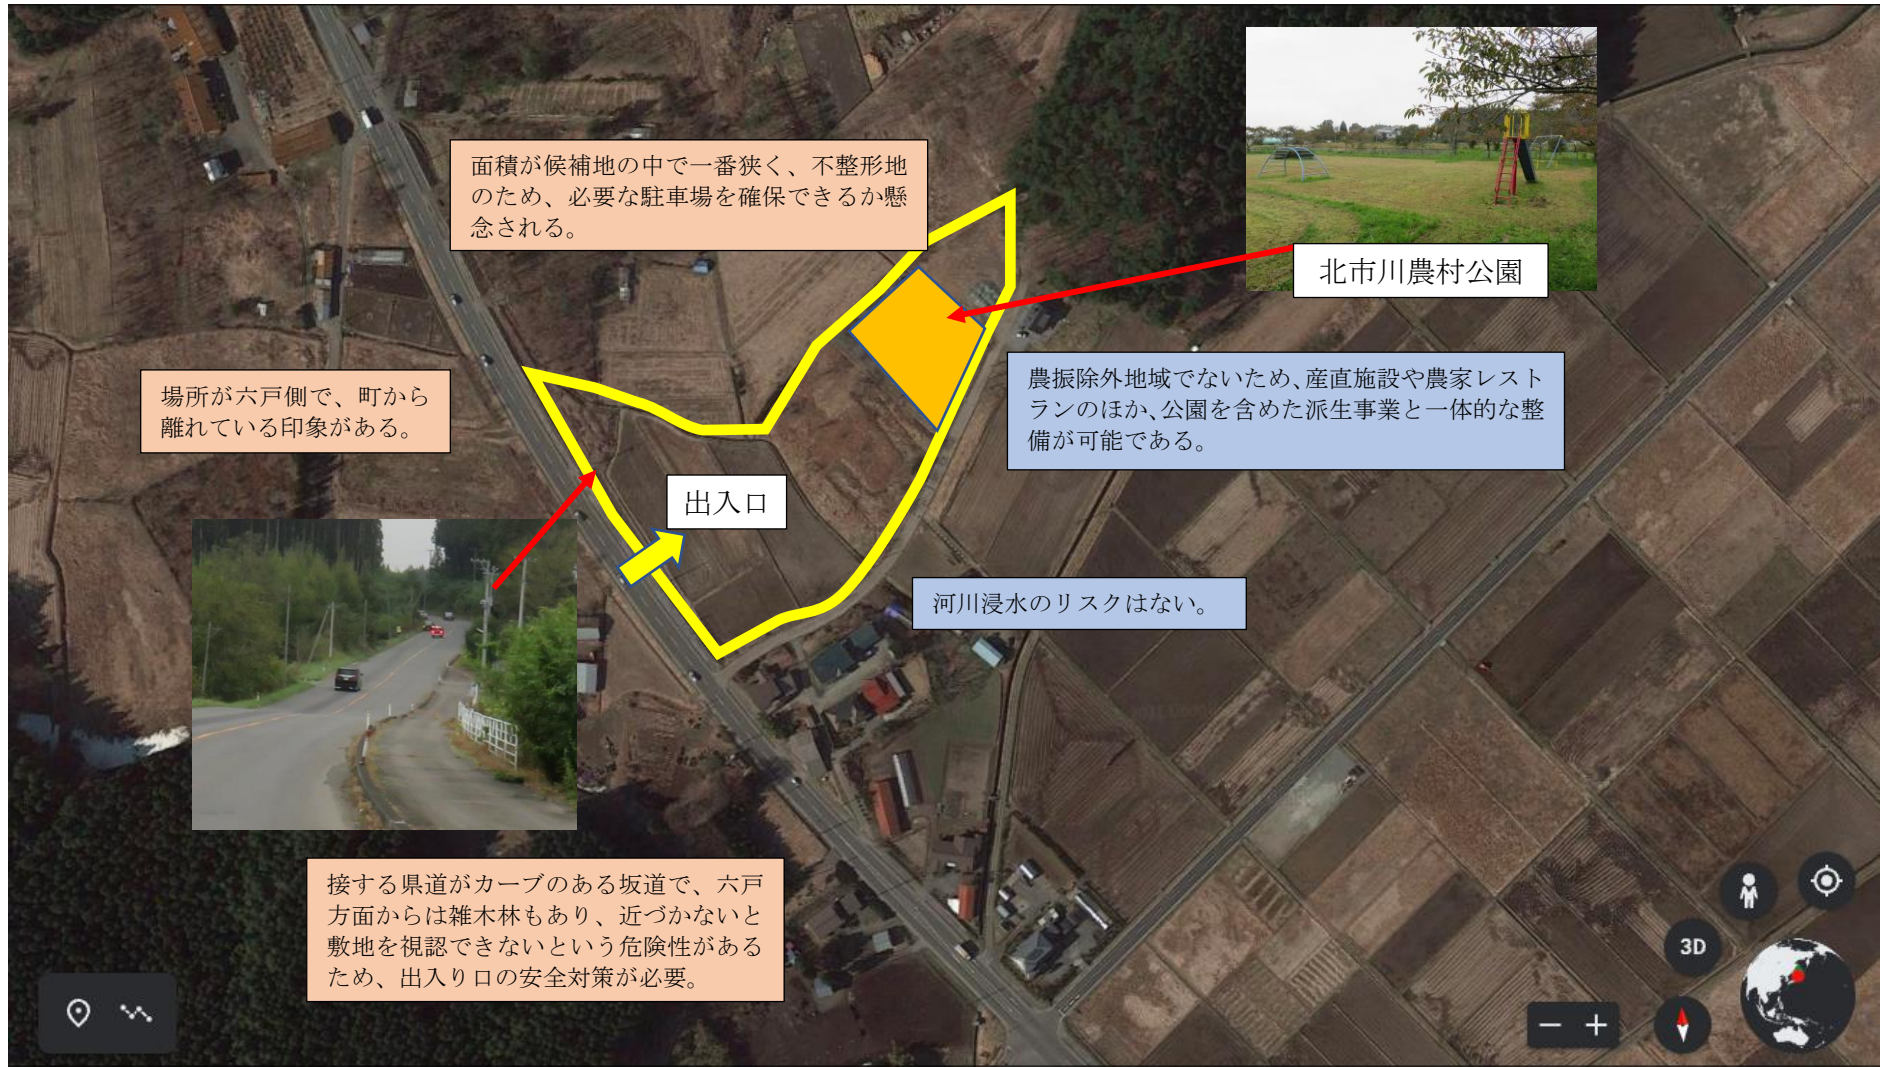 面積が候補地の中で一番狭く、不整形地
のため、必要な駐車場を確保できるか懸
念される。
北市川農村公園
場所が六戸側で、町から
離れている印象がある。
農振除外地域でないため、産直施設や農家レスト
ランのほか、公園を含めた派生事業と一体的な整
備が可能である。
出入口
河川浸水のリスクはない。
接する県道がカーブのある坂道で、六戸
方面からは雑木林もあり、近づかないと
敷地を視認できないという危険性がある
ため、出入り口の安全対策が必要。
3D